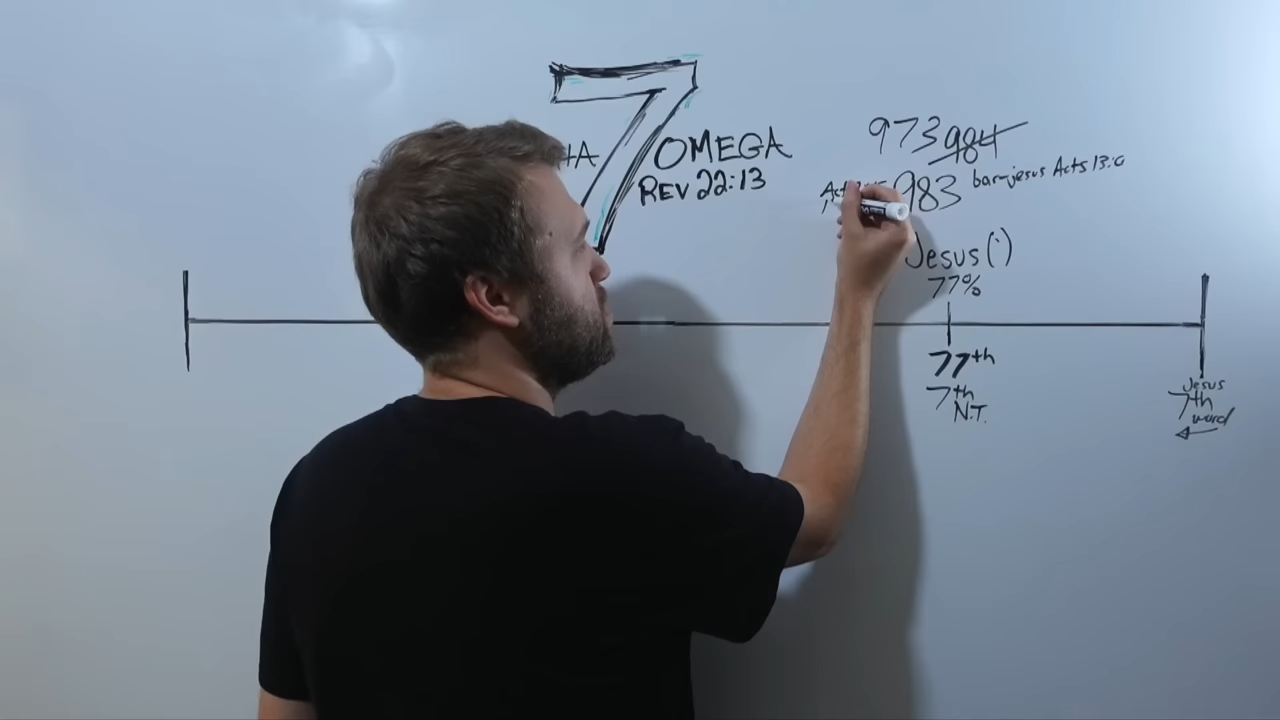 7
OMEGA
REV 22:13
973 984
983 bar-jesus Acts 13:6
Jesus (')
77%
77th
7th
N.T.
Jesus
7th
word